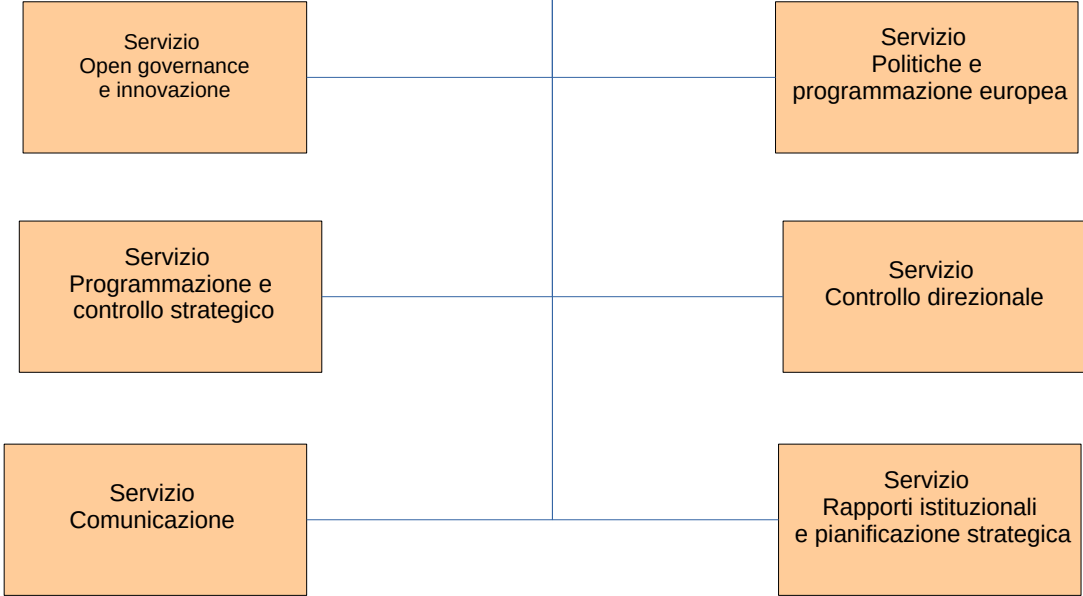 Servizio
Open governance
e innovazione
Servizio
Politiche e
programmazione europea
Servizio
Programmazione e
controllo strategico
Servizio
Controllo direzionale
Servizio
Comunicazione
Servizio
Rapporti istituzionali
e pianificazione strategica